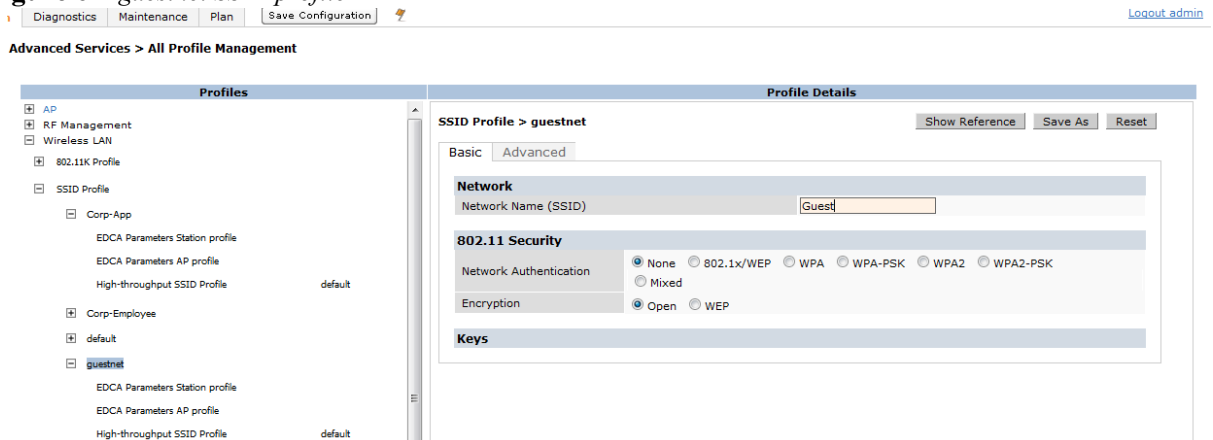 Diagnostics Maintenance Plan Save Configuration Logout admin
Advanced Services > All Profile Management
Profiles
AP
RF Management
Wireless LAN
802.11K Profile
SSID Profile
Corp-App
EDCA Parameters Station profile
EDCA Parameters AP profile
High-throughput SSID Profile default
Corp-Employee
default
guestnet
EDCA Parameters Station profile
EDCA Parameters AP profile
High-throughput SSID Profile default
Profile Details
SSID Profile > guestnet Show Reference Save As Reset
Basic Advanced
Network
Network Name (SSID) Guest
802.11 Security
Network Authentication None 802.1x/WEP WPA WPA-PSK WPA2 WPA2-PSK
Mixed
Encryption Open WEP
Keys